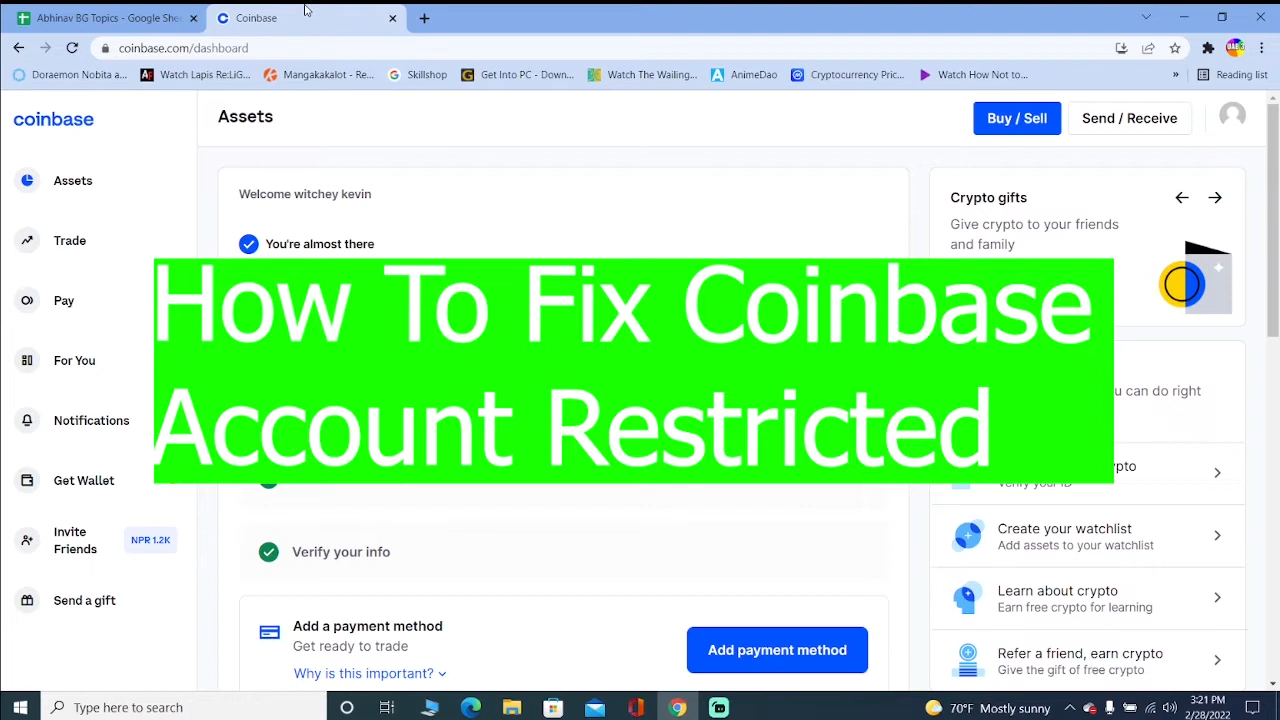 Abhinav BG Topics - Google She
Coinbase
coinbase.com/dashboard
Doraemon Nobita a...
Watch Lapis Re:LiG...
Mangakakalot - Re...
Skillshop
Get Into PC - Down...
Watch The Wailing...
AnimeDao
Cryptocurrency Pric...
Watch How Not to...
»
Reading list
coinbase
Assets
Buy / Sell
Send / Receive
Assets
Trade
Pay
For You
Notifications
Get Wallet
Invite
Friends
NPR 1.2K
Send a gift
Welcome witchey kevin
You're almost there
How To Fix Coinbase
Account Restricted
Verify your info
Add a payment method
Get ready to trade
Why is this important?
Add payment method
Crypto gifts
Give crypto to your friends
and family
u can do right
pto
Verify your ID
Create your watchlist
Add assets to your watchlist
Learn about crypto
Earn free crypto for learning
Refer a friend, earn crypto
Give the gift of free crypto
Type here to search
70°F Mostly sunny
3:21 PM
2/28/2022